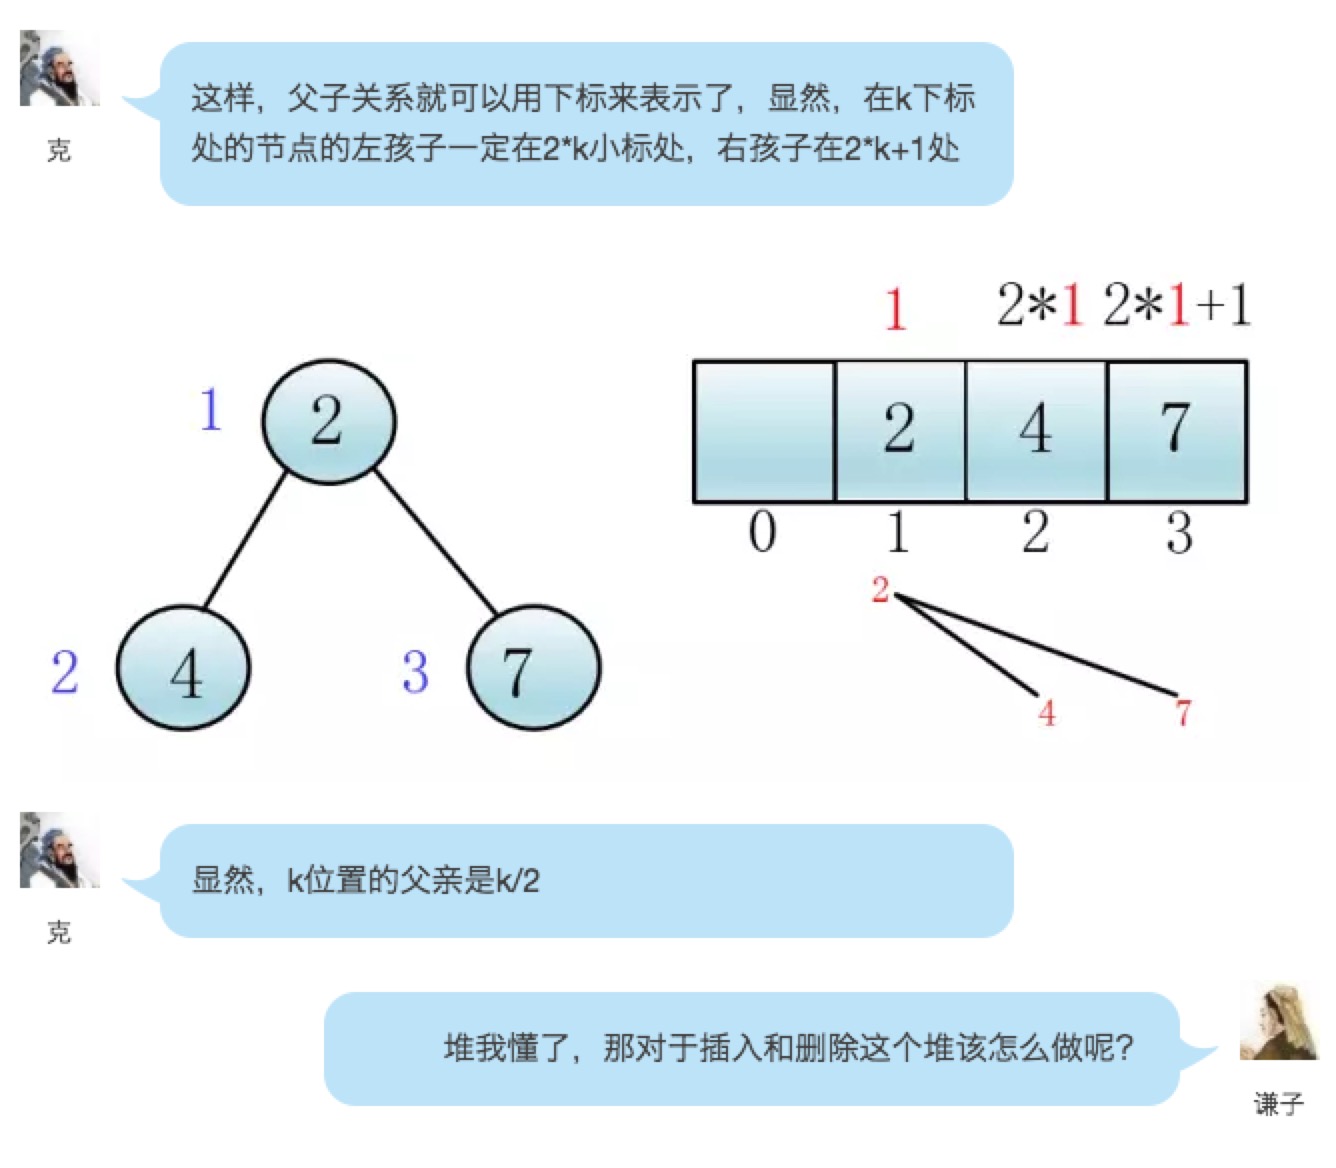 这样，父子关系就可以用下标来表示了，显然，在k下标
处的节点的左孩子一定在2*k小标处，右孩子在2*k+1处
克
1 2*1 2*1+1
1 2
2 4 7
0 1 2 3
2
2 4 3 7
4 7
显然，k位置的父亲是k/2
克
堆我懂了，那对于插入和删除这个堆该怎么做呢？
谦子